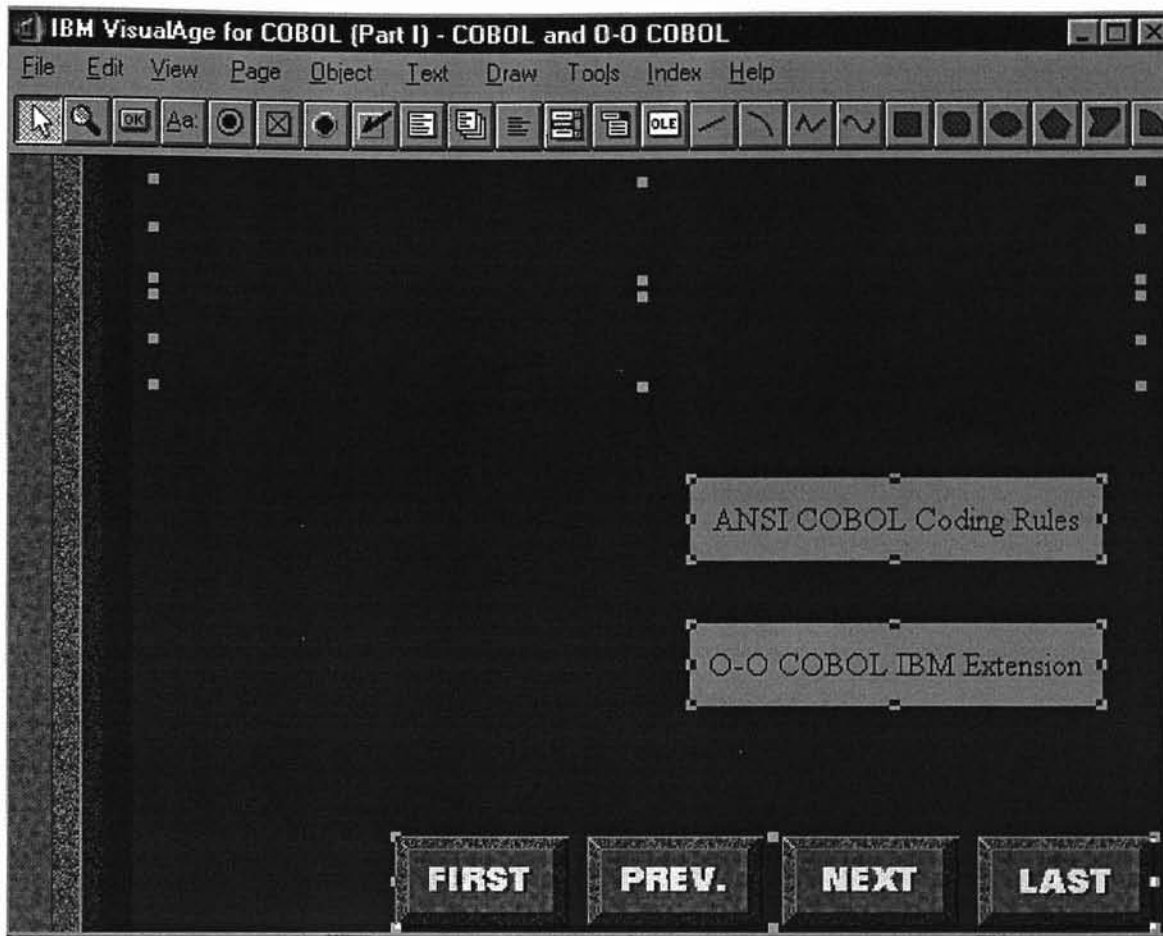 IBM VisualAge for COBOL (Part I) - COBOL and O-O COBOL
File Edit View Page Object Text Draw Tools Index Help
OK Aa: OLE
ANSI COBOL Coding Rules
O-O COBOL IBM Extension
FIRST PREV. NEXT LAST